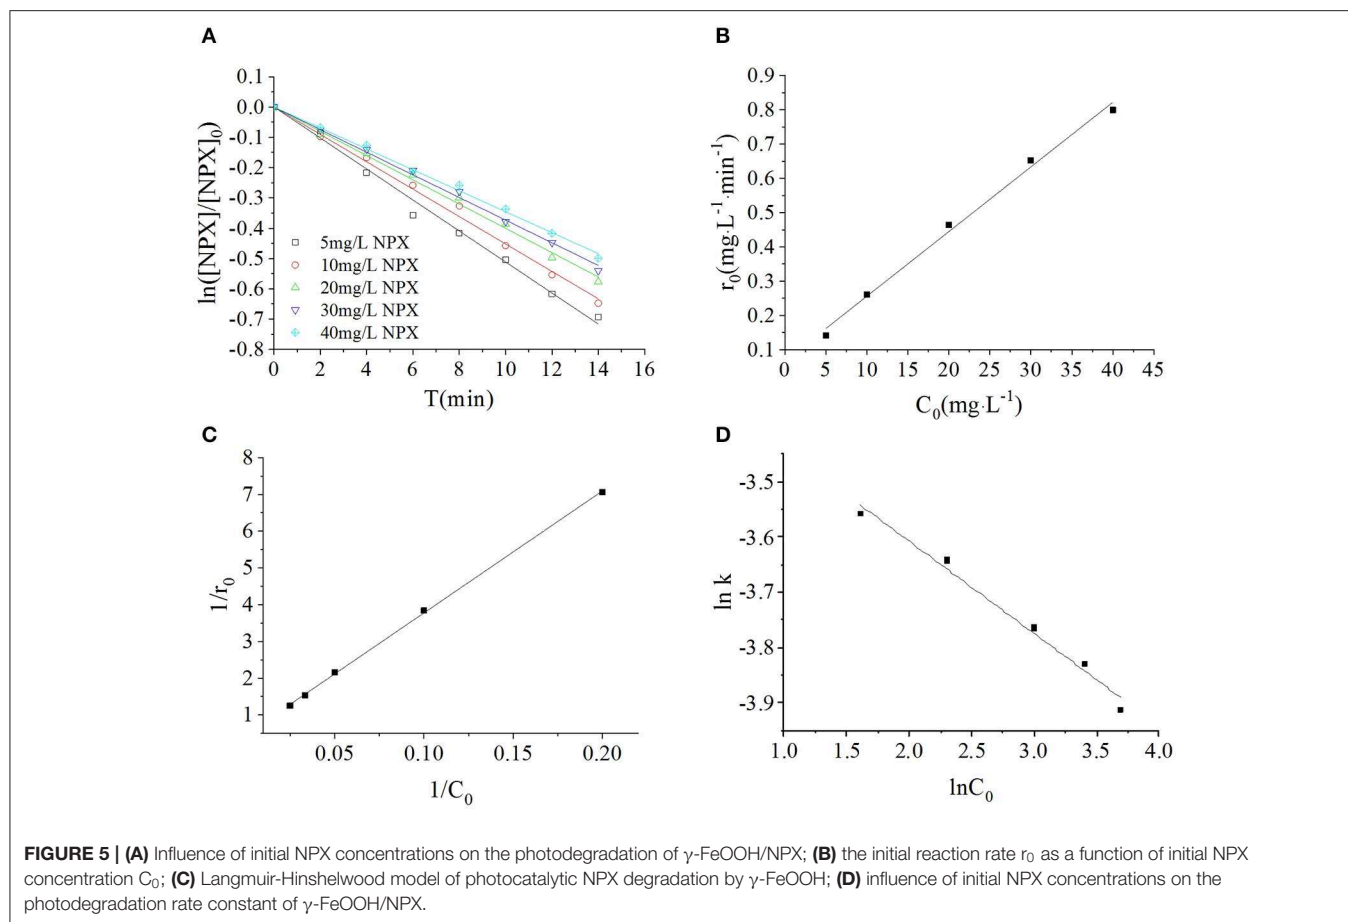 A
0.1
0.0
-0.1
-0.2
-0.3
-0.4
-0.5
-0.6
-0.7
-0.8
ln([NPX]/[NPX]₀)
5mg/L NPX
10mg/L NPX
20mg/L NPX
30mg/L NPX
40mg/L NPX
0 2 4 6 8 10 12 14 16
T(min)
B
0.9
0.8
0.7
0.6
0.5
0.4
0.3
0.2
0.1
r₀(mg·L⁻¹·min⁻¹)
0 5 10 15 20 25 30 35 40 45
C₀(mg·L⁻¹)
C
8
7
6
5
4
3
2
1
1/r₀
0.05 0.10 0.15 0.20
1/C₀
D
-3.5
-3.6
-3.7
-3.8
-3.9
ln k
1.0 1.5 2.0 2.5 3.0 3.5 4.0
lnC₀
FIGURE 5 | (A) Influence of initial NPX concentrations on the photodegradation of γ-FeOOH/NPX; (B) the initial reaction rate r₀ as a function of initial NPX
concentration C₀; (C) Langmuir-Hinshelwood model of photocatalytic NPX degradation by γ-FeOOH; (D) influence of initial NPX concentrations on the
photodegradation rate constant of γ-FeOOH/NPX.